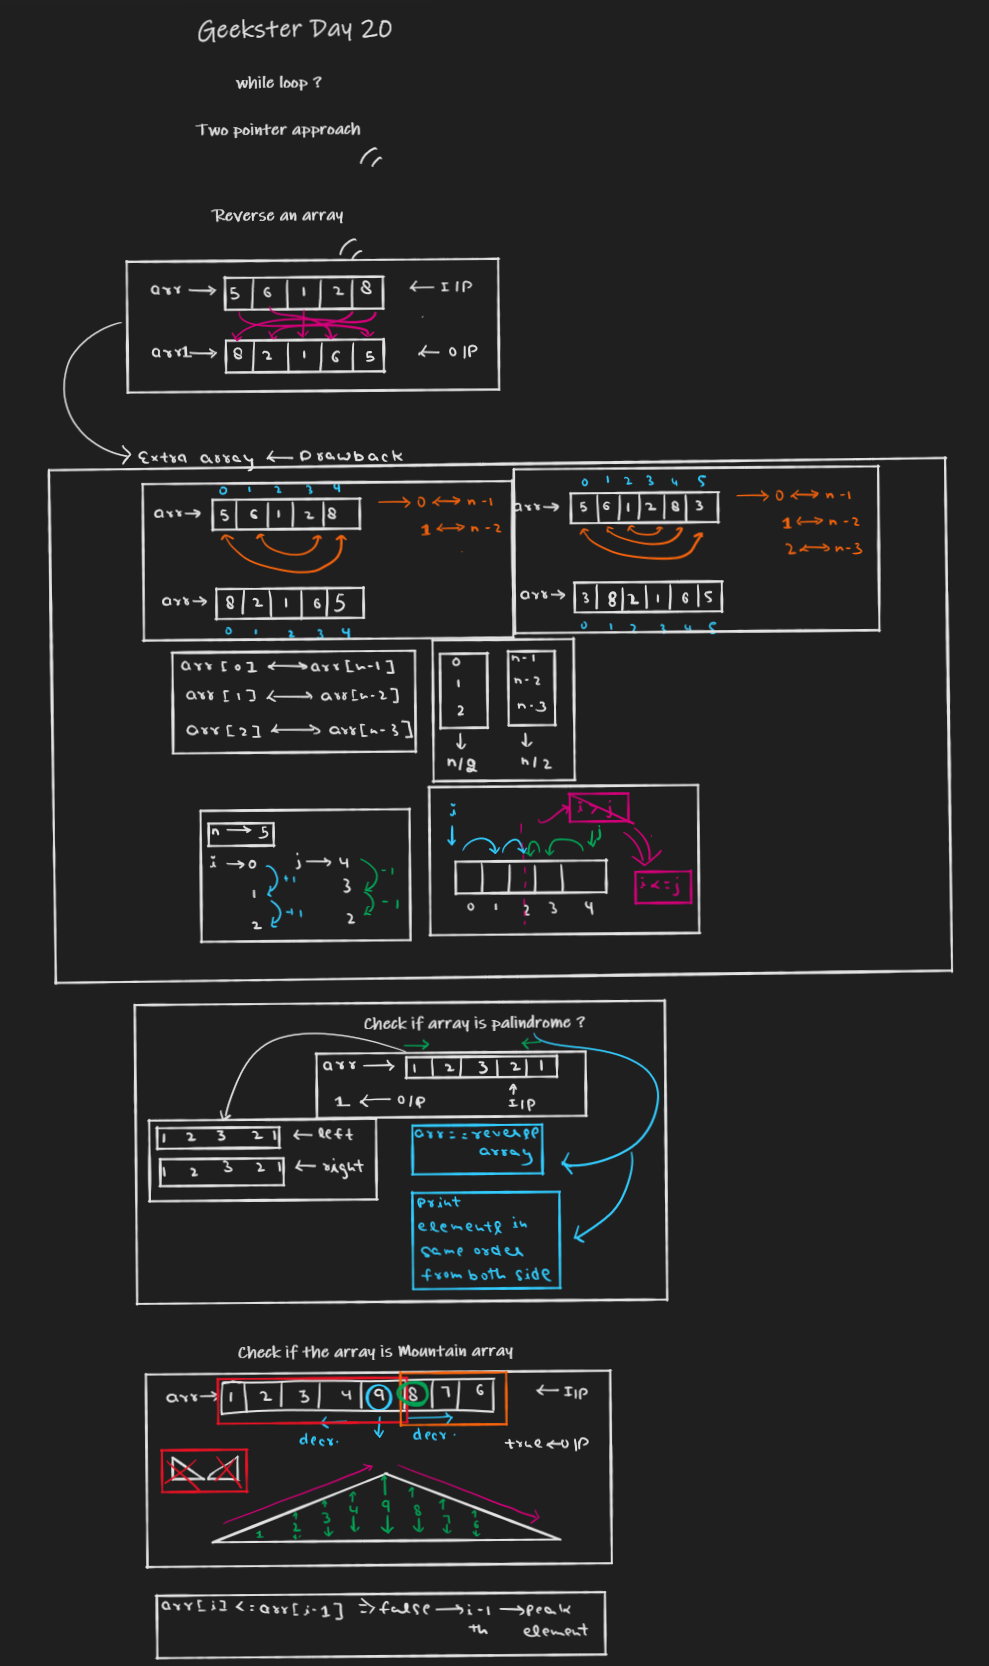 Geekster Day 20
while loop ?
Two pointer approach
Reverse an array
arr → 5 6 1 2 8 ← I/P
arr1 → 8 2 1 6 5 ← O/P
Extra array ← Drawback
0 1 2 3 4
arr → 5 6 1 2 8 → 0 ↔ n-1
1 ↔ n-2
arr → 8 2 1 6 5
0 1 2 3 4
0 1 2 3 4 5
arr → 5 6 1 2 8 3 → 0 ↔ n-1
1 ↔ n-2
2 ↔ n-3
arr → 3 8 2 1 6 5
0 1 2 3 4 5
arr[0] ↔ arr[n-1]
arr[1] ↔ arr[n-2]
arr[2] ↔ arr[n-3]
0 n-1
1 n-2
2 n-3
↓ ↓
n/2 n/2
n → 5
i → 0 j → 4
+1 -1
1 3
+1 -1
2 2
i i > j
j
i <= j
0 1 2 3 4
Check if array is palindrome ?
arr → 1 2 3 2 1
1 ← O/P I/P
1 2 3 2 1 ← left
1 2 3 2 1 ← right
arr == reverse
array
Print
elements in
same order
from both side
Check if the array is Mountain array
arr → 1 2 3 4 9 8 7 6 ← I/P
decr. decr.
true ← O/P
1 2 3 4 9 8 7 6
arr[i] <= arr[i-1] ⇒ false → i-1 → peak
th element